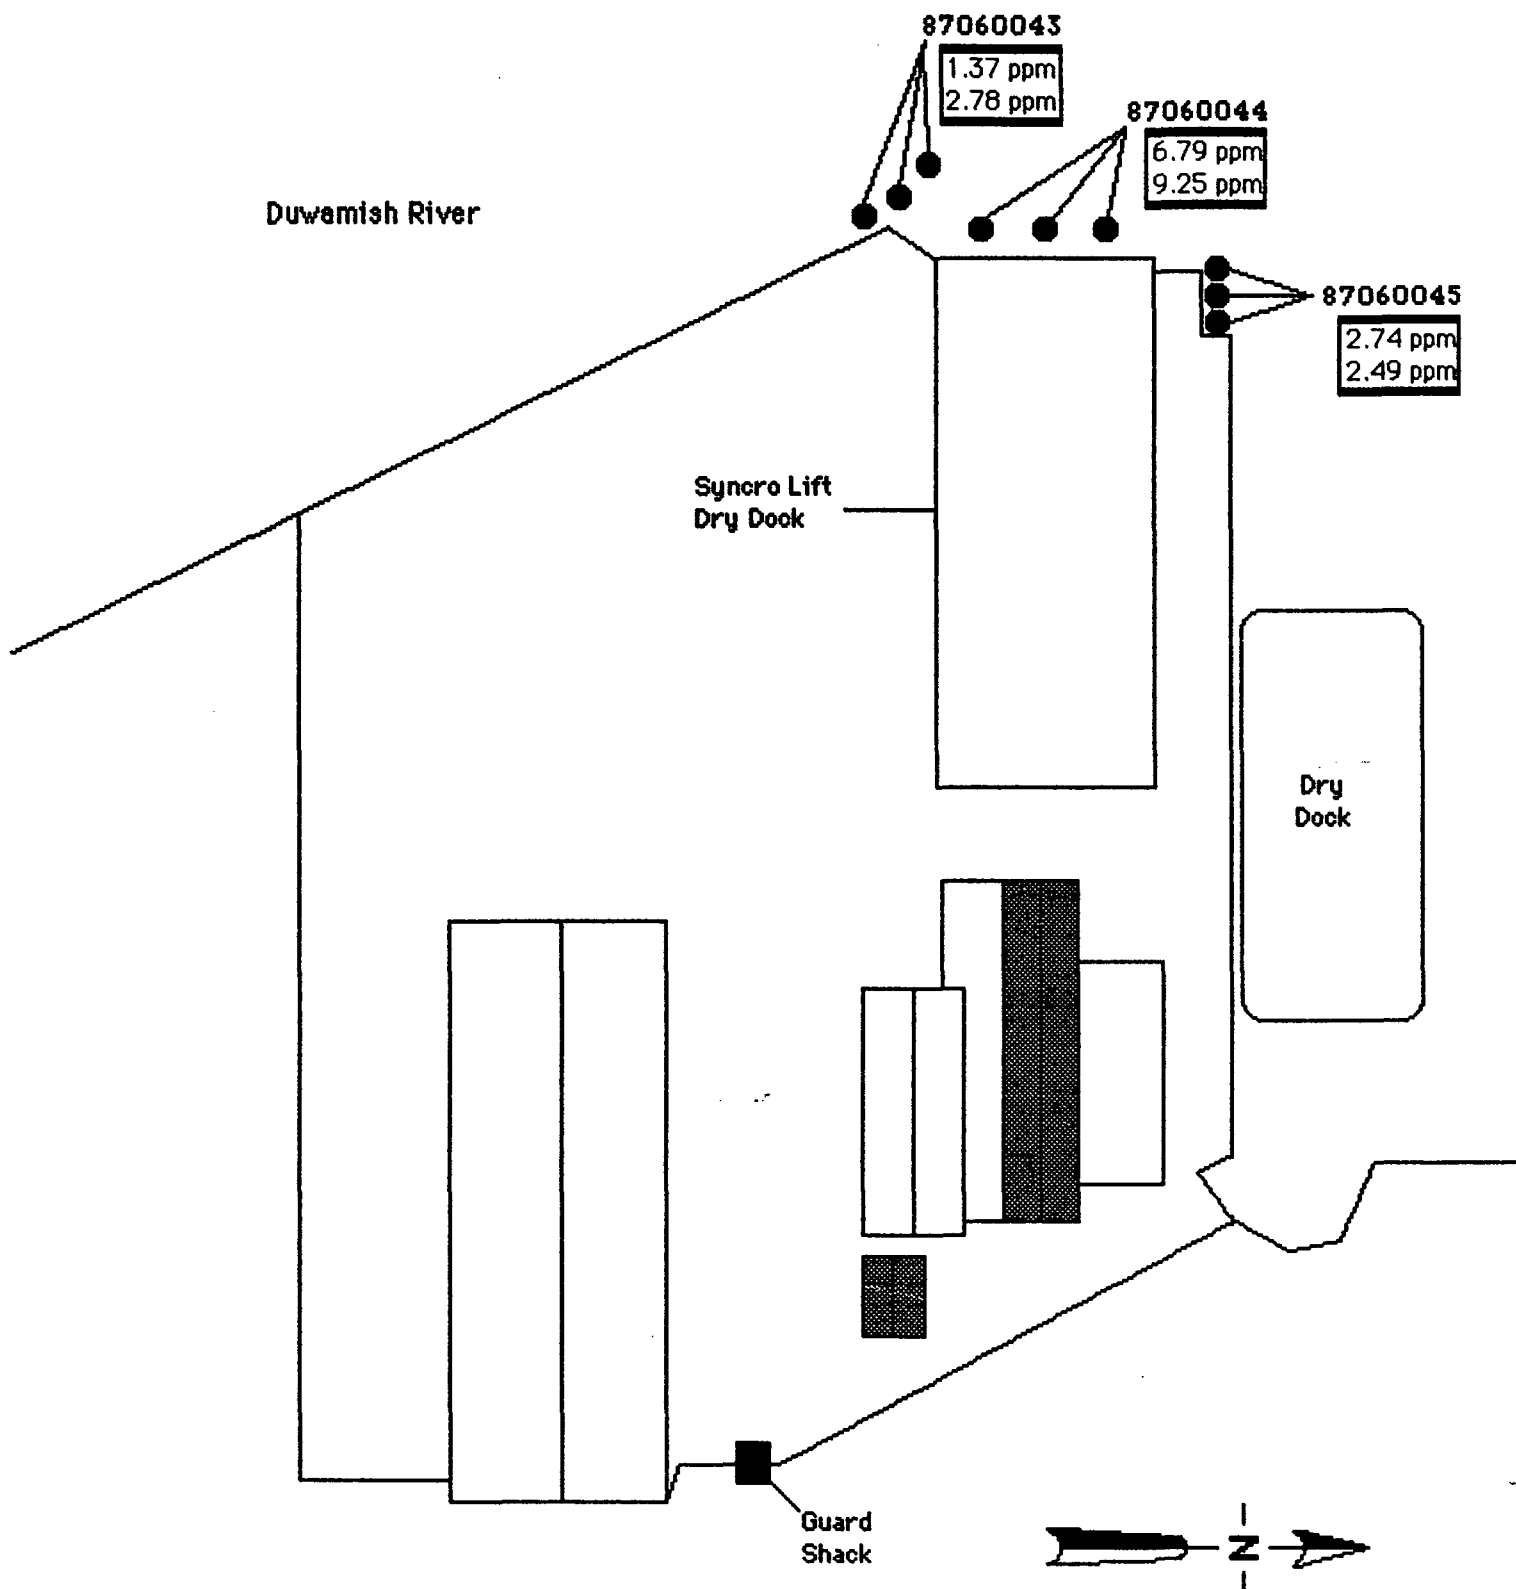 87060043
1.37 ppm
2.78 ppm
87060044
6.79 ppm
9.25 ppm
Duwamish River
87060045
2.74 ppm
2.49 ppm
Syncro Lift
Dry Dock
Dry
Dock
Guard
Shack
N